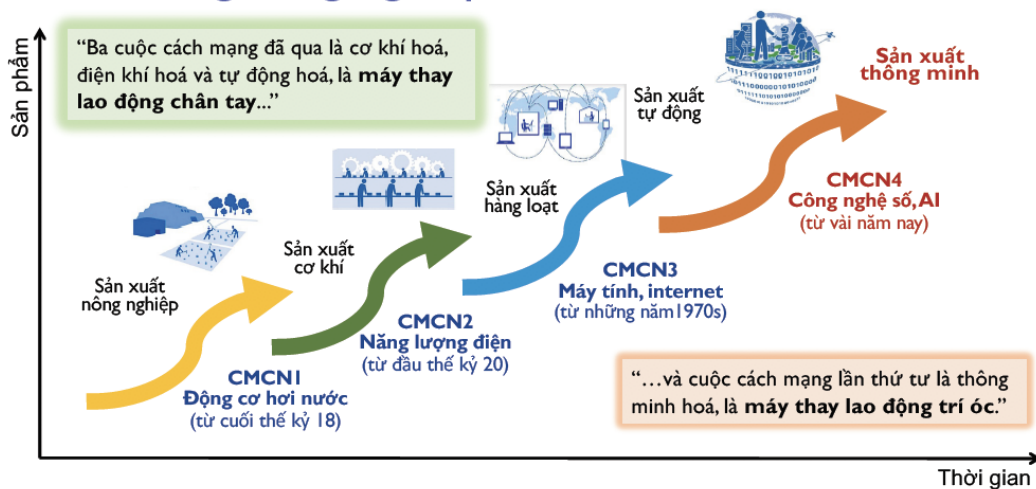 Sản phẩm
“Ba cuộc cách mạng đã qua là cơ khí hoá,
điện khí hoá và tự động hoá, là máy thay
lao động chân tay...”
Sản xuất
nông nghiệp
Sản xuất
cơ khí
Sản xuất
hàng loạt
Sản xuất
tự động
Sản xuất
thông minh
CMCN1
Động cơ hơi nước
(từ cuối thế kỷ 18)
CMCN2
Năng lượng điện
(từ đầu thế kỷ 20)
CMCN3
Máy tính, internet
(từ những năm1970s)
CMCN4
Công nghệ số, AI
(từ vài năm nay)
“...và cuộc cách mạng lần thứ tư là thông
minh hoá, là máy thay lao động trí óc.”
Thời gian